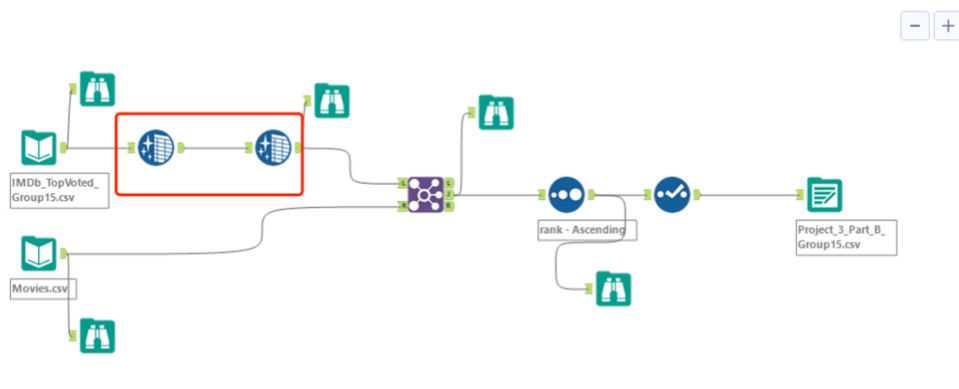 IMDb_TopVoted_
Group15.csv
Movies.csv
L
R
L
J
R
rank - Ascending
Project_3_Part_B_
Group15.csv